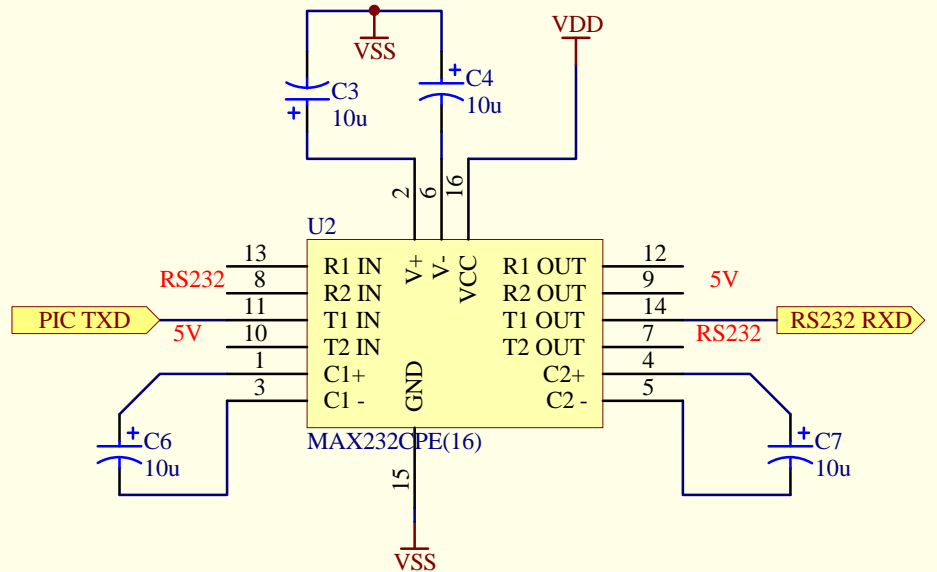 VSS
VDD
+
C3
+
10u
C4
10u
2
6
16
U2
13
R1 IN
V+
V-
VCC
R1 OUT
12
RS232
8
R2 IN
R2 OUT
9
5V
PIC TXD
11
T1 IN
T1 OUT
14
RS232 RXD
5V
10
T2 IN
T2 OUT
7
RS232
1
C1+
GND
C2+
4
3
C1 -
C2 -
5
+
C6
10u
MAX232CPE(16)
+
C7
10u
15
VSS